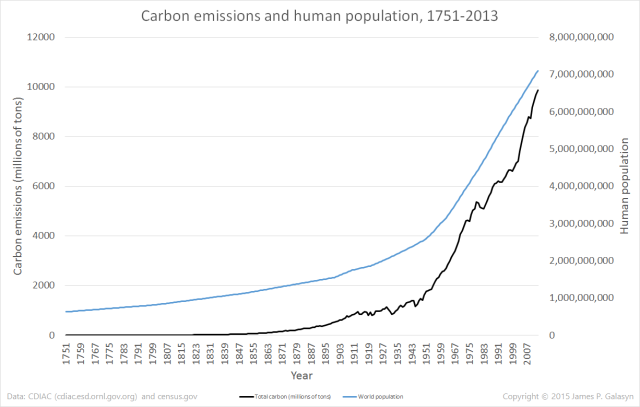 Carbon emissions and human population, 1751-2013
12000
10000
8000
6000
4000
2000
0
Carbon emissions (millions of tons)
8,000,000,000
7,000,000,000
6,000,000,000
5,000,000,000
4,000,000,000
3,000,000,000
2,000,000,000
1,000,000,000
0
Human population
1751 1759 1767 1775 1783 1791 1799 1807 1815 1823 1831 1839 1847 1855 1863 1871 1879 1887 1895 1903 1911 1919 1927 1935 1943 1951 1959 1967 1975 1983 1991 1999 2007
Year
Data: CDIAC (cdiac.esd.ornl.gov) and census.gov
Total carbon (millions of tons)
World population
Copyright © 2015 James P. Galasyn